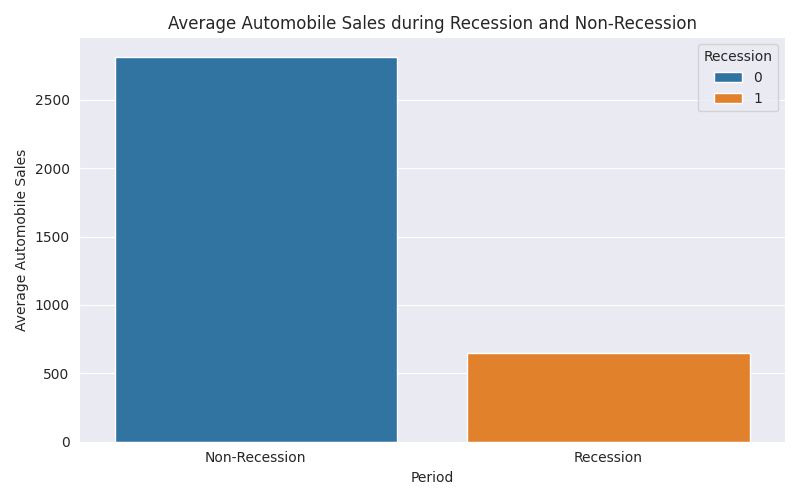 Average Automobile Sales during Recession and Non-Recession
Recession
0
1
Average Automobile Sales
2500
2000
1500
1000
500
0
Non-Recession
Recession
Period